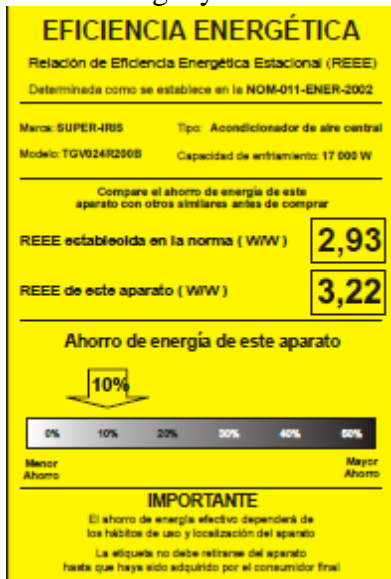 EFICIENCIA ENERGÉTICA
Relación de Eficiencia Energética Estacional (REEE)
Determinada como se establece en la NOM-011-ENER-2002
Marca: SUPER-IRIS Tipo: Acondicionador de aire central
Modelo: TGV024R200B Capacidad de enfriamiento: 17 000 W
Compare el ahorro de energía de este
aparato con otros similares antes de comprar
REEE establecida en la norma ( W/W ) 2,93
REEE de este aparato ( W/W ) 3,22
Ahorro de energía de este aparato
10%
0% 10% 20% 30% 40% 50%
Menor Ahorro
Mayor Ahorro
IMPORTANTE
El ahorro de energía efectivo dependerá de
los hábitos de uso y localización del aparato
La etiqueta no debe retirarse del aparato
hasta que haya sido adquirido por el consumidor final